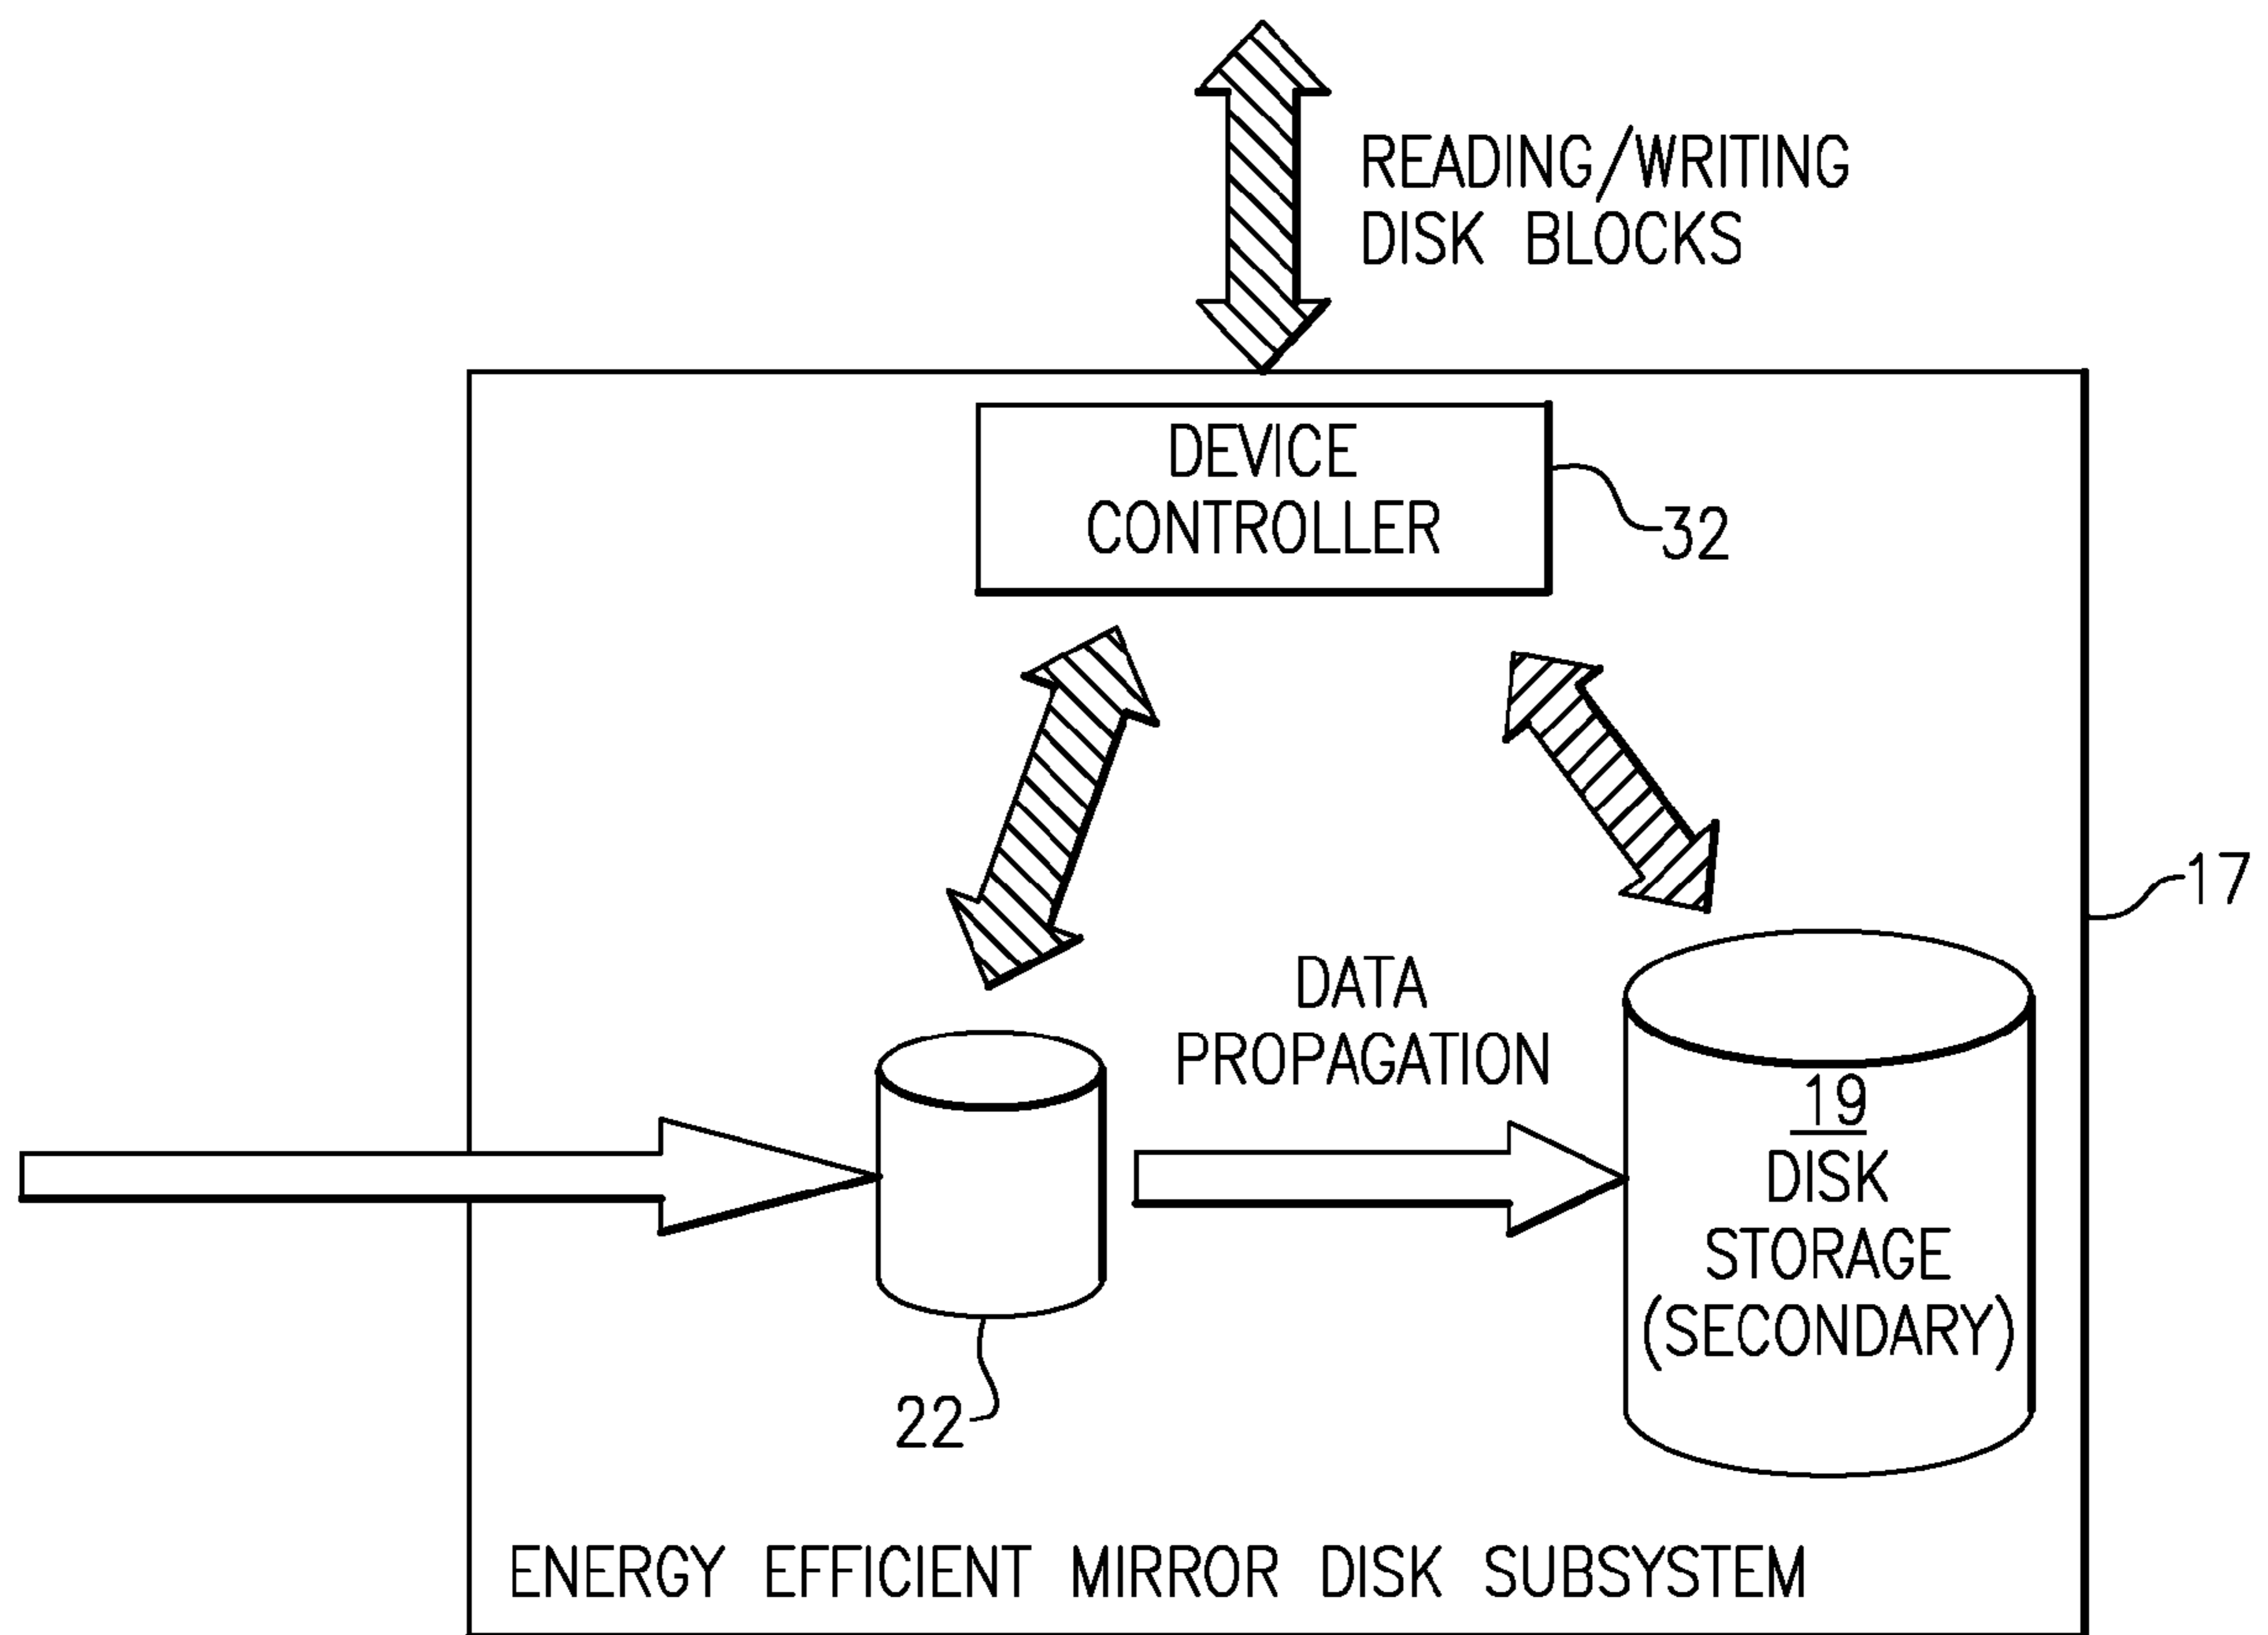 READING/WRITING
DISK BLOCKS
DEVICE
CONTROLLER
32
17
DATA
PROPAGATION
19
DISK
STORAGE
(SECONDARY)
22
ENERGY EFFICIENT MIRROR DISK SUBSYSTEM